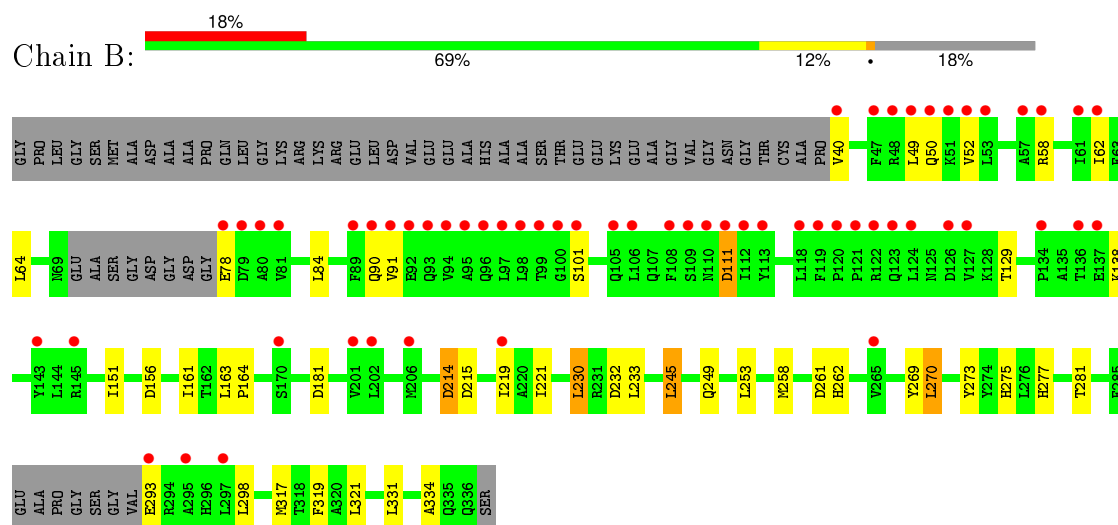 18%
Chain B:
69% 12% • 18%
GLY PRO LEU GLY SER MET ALA ASP ALA ALA PRO GLN LEU GLY LYS ARG LYS ARG GLU LEU ASP VAL GLU GLU ALA HIS ALA ALA SER THR GLU GLU LYS GLU ALA GLY VAL GLY ASN GLY THR CYS ALA PRO V40 F47 R48 L49 Q50 K51 V52 L53 A57 R58 I61 I62 E63
L64 N69 GLU ALA SER GLY ASP GLY ASP GLY E78 D79 A80 V81 L84 F89 Q90 V91 E92 Q93 V94 A95 Q96 L97 L98 T99 G100 S101 Q105 L106 Q107 F108 S109 N110 D111 I112 Y113 L118 F119 P120 P121 R122 Q123 L124 N125 D126 V127 K128 T129 P134 A135 T136 E137 E138
Y143 L144 R145 I151 D156 I161 T162 L163 P164 S170 D181 V201 L202 M206 D214 D215 I219 A220 I221 L230 R231 D232 L233 L245 Q249 L253 M258 D261 H262 V265 Y269 L270 Y273 Y274 H275 L276 H277 T281 E285
GLU ALA PRO GLY SER GLY VAL E293 R294 A295 H296 L297 L298 M317 T318 F319 A320 L321 L331 A334 Q335 Q336 SER